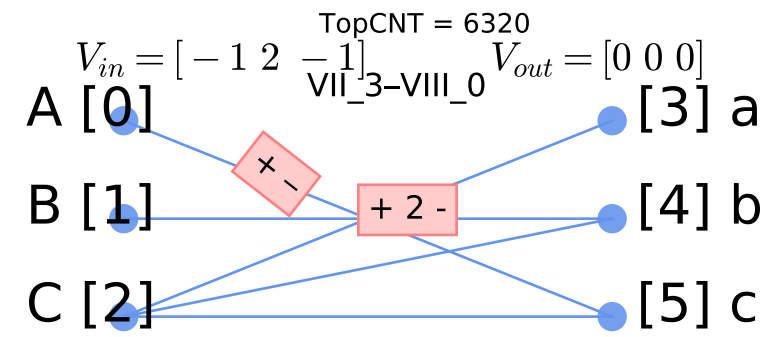 TopCNT = 6320
V_in = [ − 1 2 − 1] V_out = [0 0 0]
VII_3–VIII_0
A [0] [3] a
+ -
B [1] + 2 - [4] b
C [2] [5] c